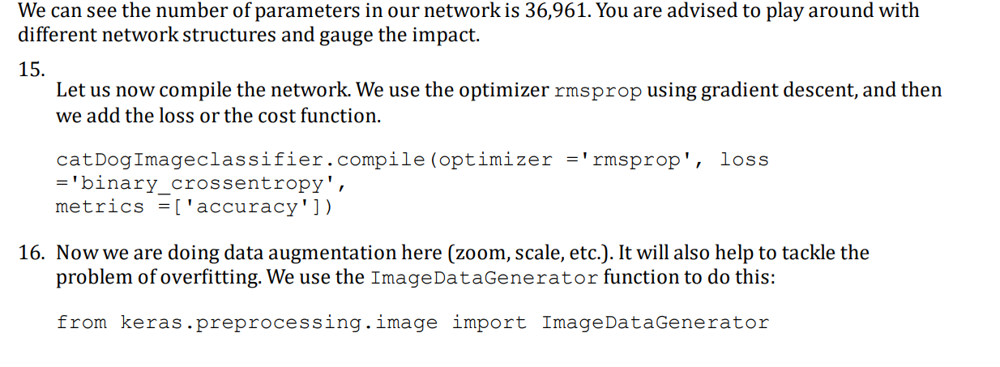 We can see the number of parameters in our network is 36,961. You are advised to play around with
different network structures and gauge the impact.
15.
Let us now compile the network. We use the optimizer rmsprop using gradient descent, and then
we add the loss or the cost function.
catDogImageclassifier.compile(optimizer ='rmsprop', loss
='binary_crossentropy',
metrics =['accuracy'])
16. Now we are doing data augmentation here (zoom, scale, etc.). It will also help to tackle the
problem of overfitting. We use the ImageDataGenerator function to do this:
from keras.preprocessing.image import ImageDataGenerator